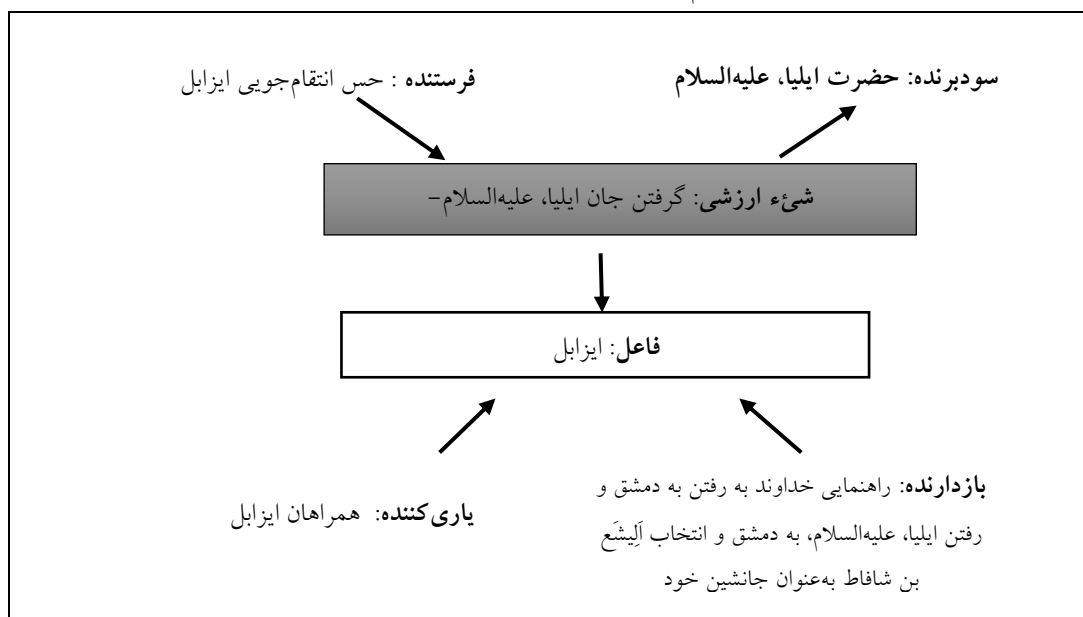 سودبرنده: حضرت ایلیا، علیه‌السلام
فرستنده : حس انتقام‌جویی ایزابل
شیٔء ارزشی: گرفتن جان ایلیا، علیه‌السلام-
فاعل: ایزابل
بازدارنده: راهنمایی خداوند به رفتن به دمشق و
رفتن ایلیا، علیه‌السلام، به دمشق و انتخاب اَلِیشَع
بن شافاط به‌عنوان جانشین خود
یاری‌کننده: همراهان ایزابل